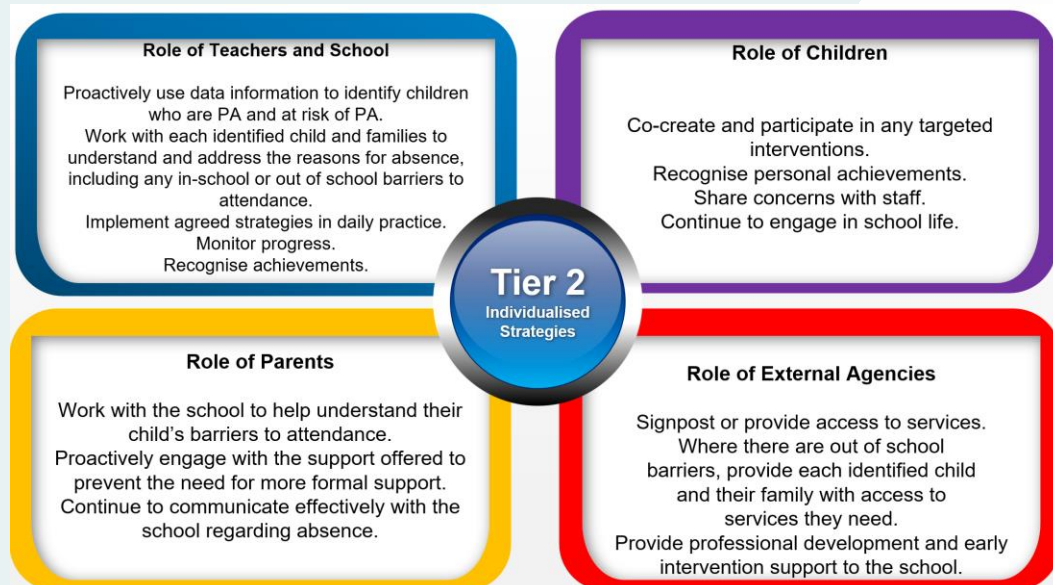 Role of Teachers and School
Proactively use data information to identify children
who are PA and at risk of PA.
Work with each identified child and families to
understand and address the reasons for absence,
including any in-school or out of school barriers to
attendance.
Implement agreed strategies in daily practice.
Monitor progress.
Recognise achievements.
Role of Children
Co-create and participate in any targeted
interventions.
Recognise personal achievements.
Share concerns with staff.
Continue to engage in school life.
Tier 2
Individualised
Strategies
Role of Parents
Work with the school to help understand their
child’s barriers to attendance.
Proactively engage with the support offered to
prevent the need for more formal support.
Continue to communicate effectively with the
school regarding absence.
Role of External Agencies
Signpost or provide access to services.
Where there are out of school
barriers, provide each identified child
and their family with access to
services they need.
Provide professional development and early
intervention support to the school.